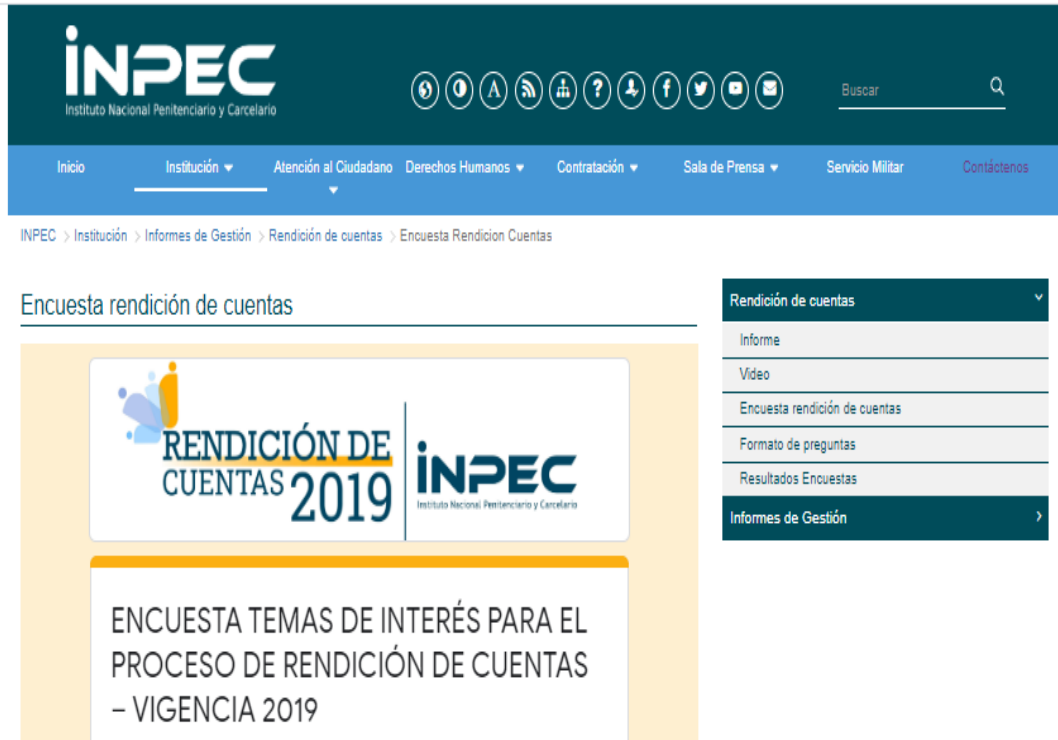 INPEC
Instituto Nacional Penitenciario y Carcelario
Buscar
Inicio
Institución
Atención al Ciudadano
Derechos Humanos
Contratación
Sala de Prensa
Servicio Militar
Contáctenos
INPEC > Institución > Informes de Gestión > Rendición de cuentas > Encuesta Rendicion Cuentas
Encuesta rendición de cuentas
RENDICIÓN DE
CUENTAS 2019
INPEC
Instituto Nacional Penitenciario y Carcelario
ENCUESTA TEMAS DE INTERÉS PARA EL
PROCESO DE RENDICIÓN DE CUENTAS
– VIGENCIA 2019
Rendición de cuentas
Informe
Video
Encuesta rendición de cuentas
Formato de preguntas
Resultados Encuestas
Informes de Gestión